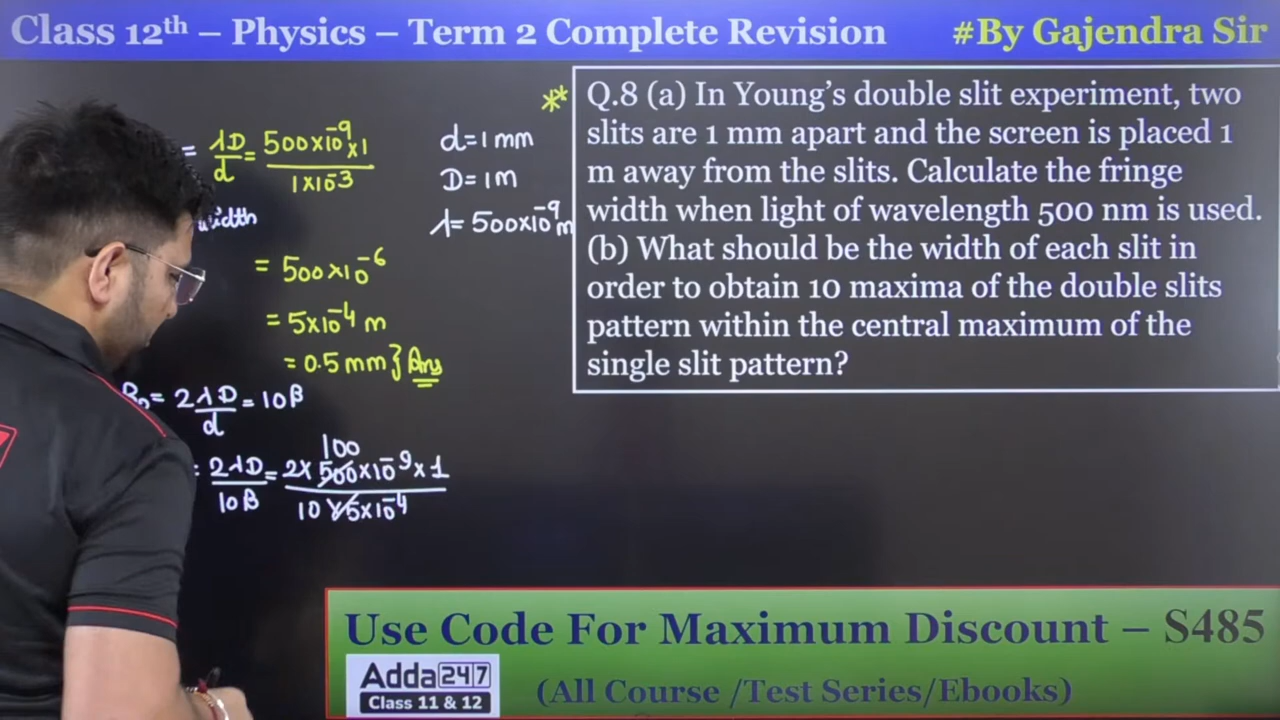 Class 12th – Physics – Term 2 Complete Revision #By Gajendra Sir
** Q.8 (a) In Young's double slit experiment, two
slits are 1 mm apart and the screen is placed 1
m away from the slits. Calculate the fringe
width when light of wavelength 500 nm is used.
(b) What should be the width of each slit in
order to obtain 10 maxima of the double slits
pattern within the central maximum of the
single slit pattern?
= λD/d = 500×10⁻⁹×1/1×10⁻³
width
= 500×10⁻⁶
= 5×10⁻⁴ m
= 0.5 mm} Ans
d=1mm
D=1M
λ=500×10⁻⁹m
= 2λD/d = 10β
100
= 2λD/10β = 2×500×10⁻⁹×1/10×5×10⁻⁴
Use Code For Maximum Discount – S485
Adda247
Class 11 & 12
(All Course /Test Series/Ebooks)